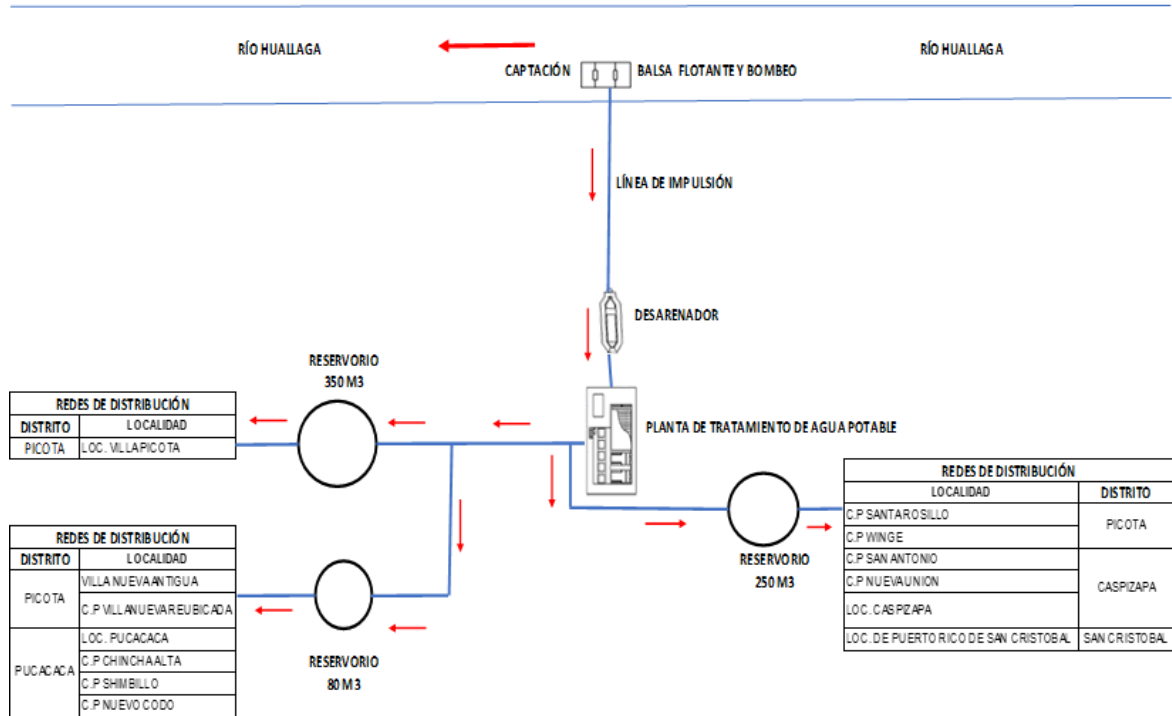 RÍO HUALLAGA
RÍO HUALLAGA
CAPTACIÓN
BALSA FLOTANTE Y BOMBEO
LÍNEA DE IMPULSIÓN
DESARENADOR
RESERVORIO
350 M3
PLANTA DE TRATAMIENTO DE AGUA POTABLE
REDES DE DISTRIBUCIÓN
DISTRITO LOCALIDAD
PICOTA LOC. VILLA PICOTA
REDES DE DISTRIBUCIÓN
LOCALIDAD DISTRITO
C.P SANTA ROSILLO
C.P WINGE
PICOTA
C.P SAN ANTONIO
C.P NUEVA UNION
LOC. CASPIZAPA
CASPIZAPA
LOC. DE PUERTO RICO DE SAN CRISTOBAL SAN CRISTOBAL
RESERVORIO
250 M3
REDES DE DISTRIBUCIÓN
DISTRITO LOCALIDAD
PICOTA
VILLA NUEVA ANTIGUA
C.P VILLANUEVA REUBICADA
PUCACACA
LOC. PUCACACA
C.P CHINCHA ALTA
C.P SHIMBILLO
C.P NUEVO CODO
RESERVORIO
80 M3